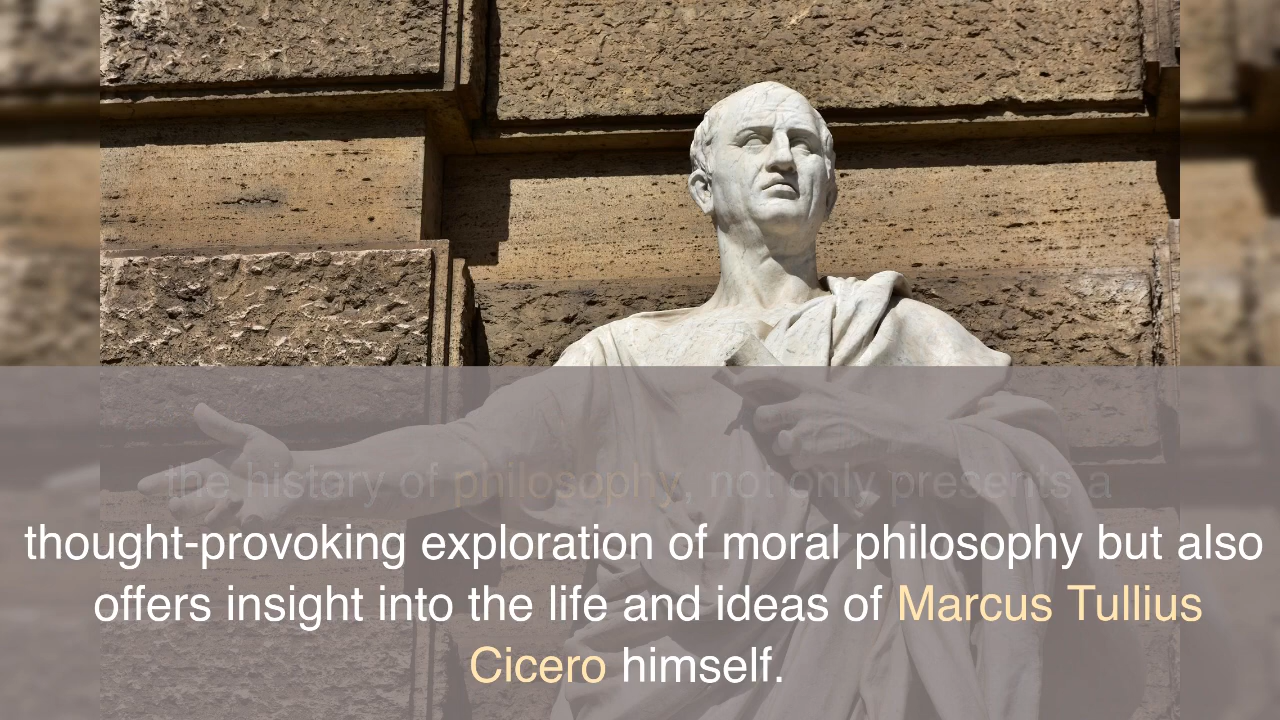 the history of philosophy, not only presents a
thought-provoking exploration of moral philosophy but also
offers insight into the life and ideas of Marcus Tullius
Cicero himself.